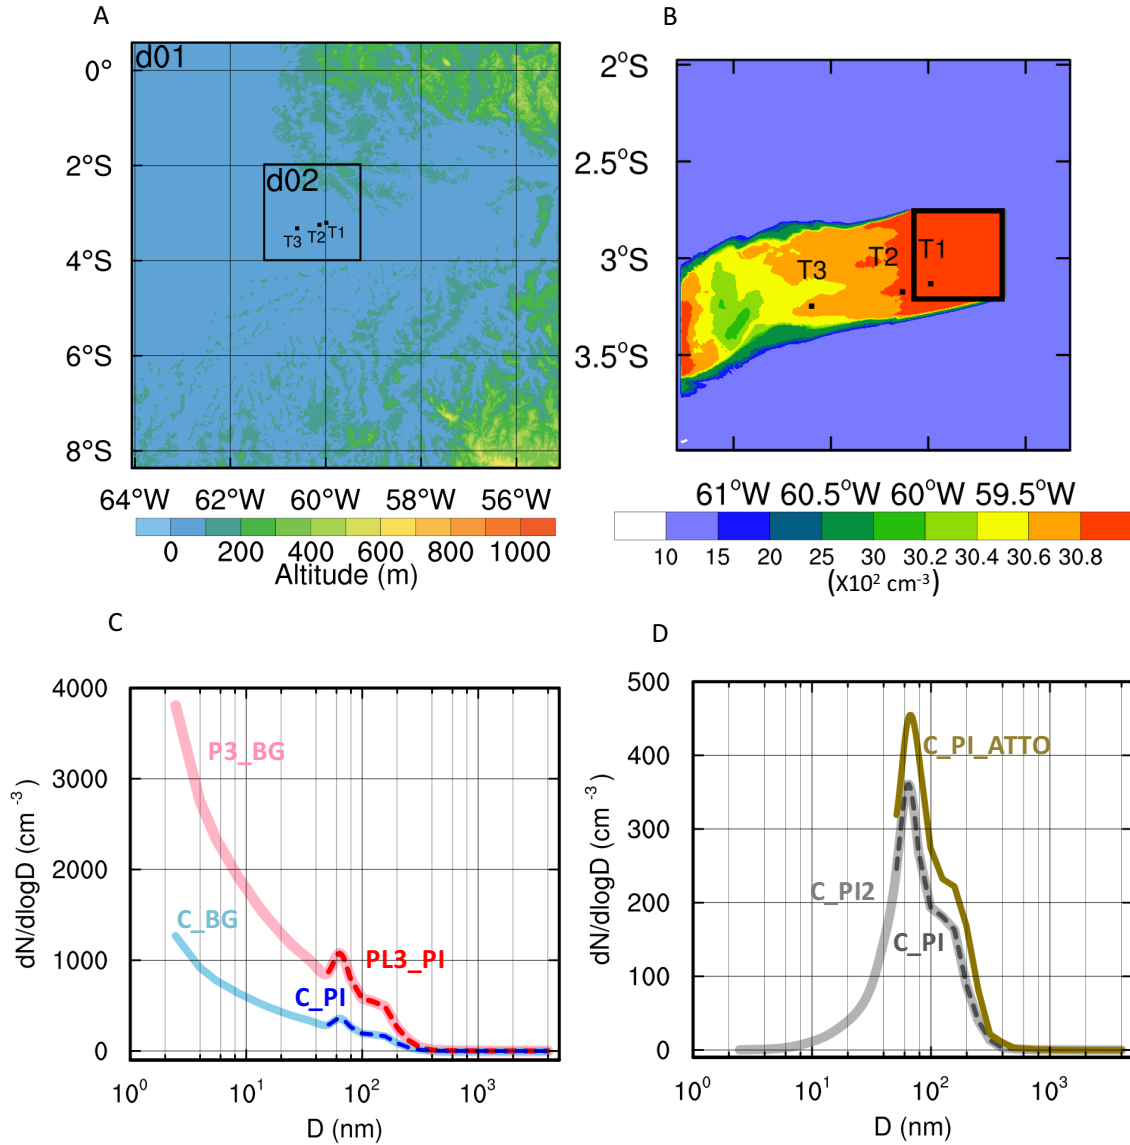 A
B
d01
0°
2°S
4°S
6°S
8°S
d02
T3 T2 T1
64°W 62°W 60°W 58°W 56°W
0 200 400 600 800 1000
Altitude (m)
2°S
2.5°S
3°S
3.5°S
T3
T2
T1
61°W 60.5°W 60°W 59.5°W
10 15 20 25 30 30.2 30.4 30.6 30.8
(X10² cm⁻³)
C
D
4000
3000
2000
1000
0
dN/dlogD (cm⁻³)
P3_BG
C_BG
PL3_PI
C_PI
10⁰ 10¹ 10² 10³
D (nm)
500
400
300
200
100
0
dN/dlogD (cm⁻³)
C_PI_ATTO
C_PI2
C_PI
10⁰ 10¹ 10² 10³
D (nm)